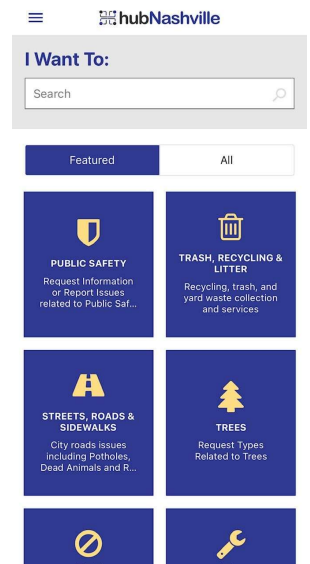 hubNashville
I Want To:
Search
Featured
All
PUBLIC SAFETY
Request Information
or Report Issues
related to Public Saf...
TRASH, RECYCLING &
LITTER
Recycling, trash, and
yard waste collection
and services
STREETS, ROADS &
SIDEWALKS
City roads issues
including Potholes,
Dead Animals and R...
TREES
Request Types
Related to Trees